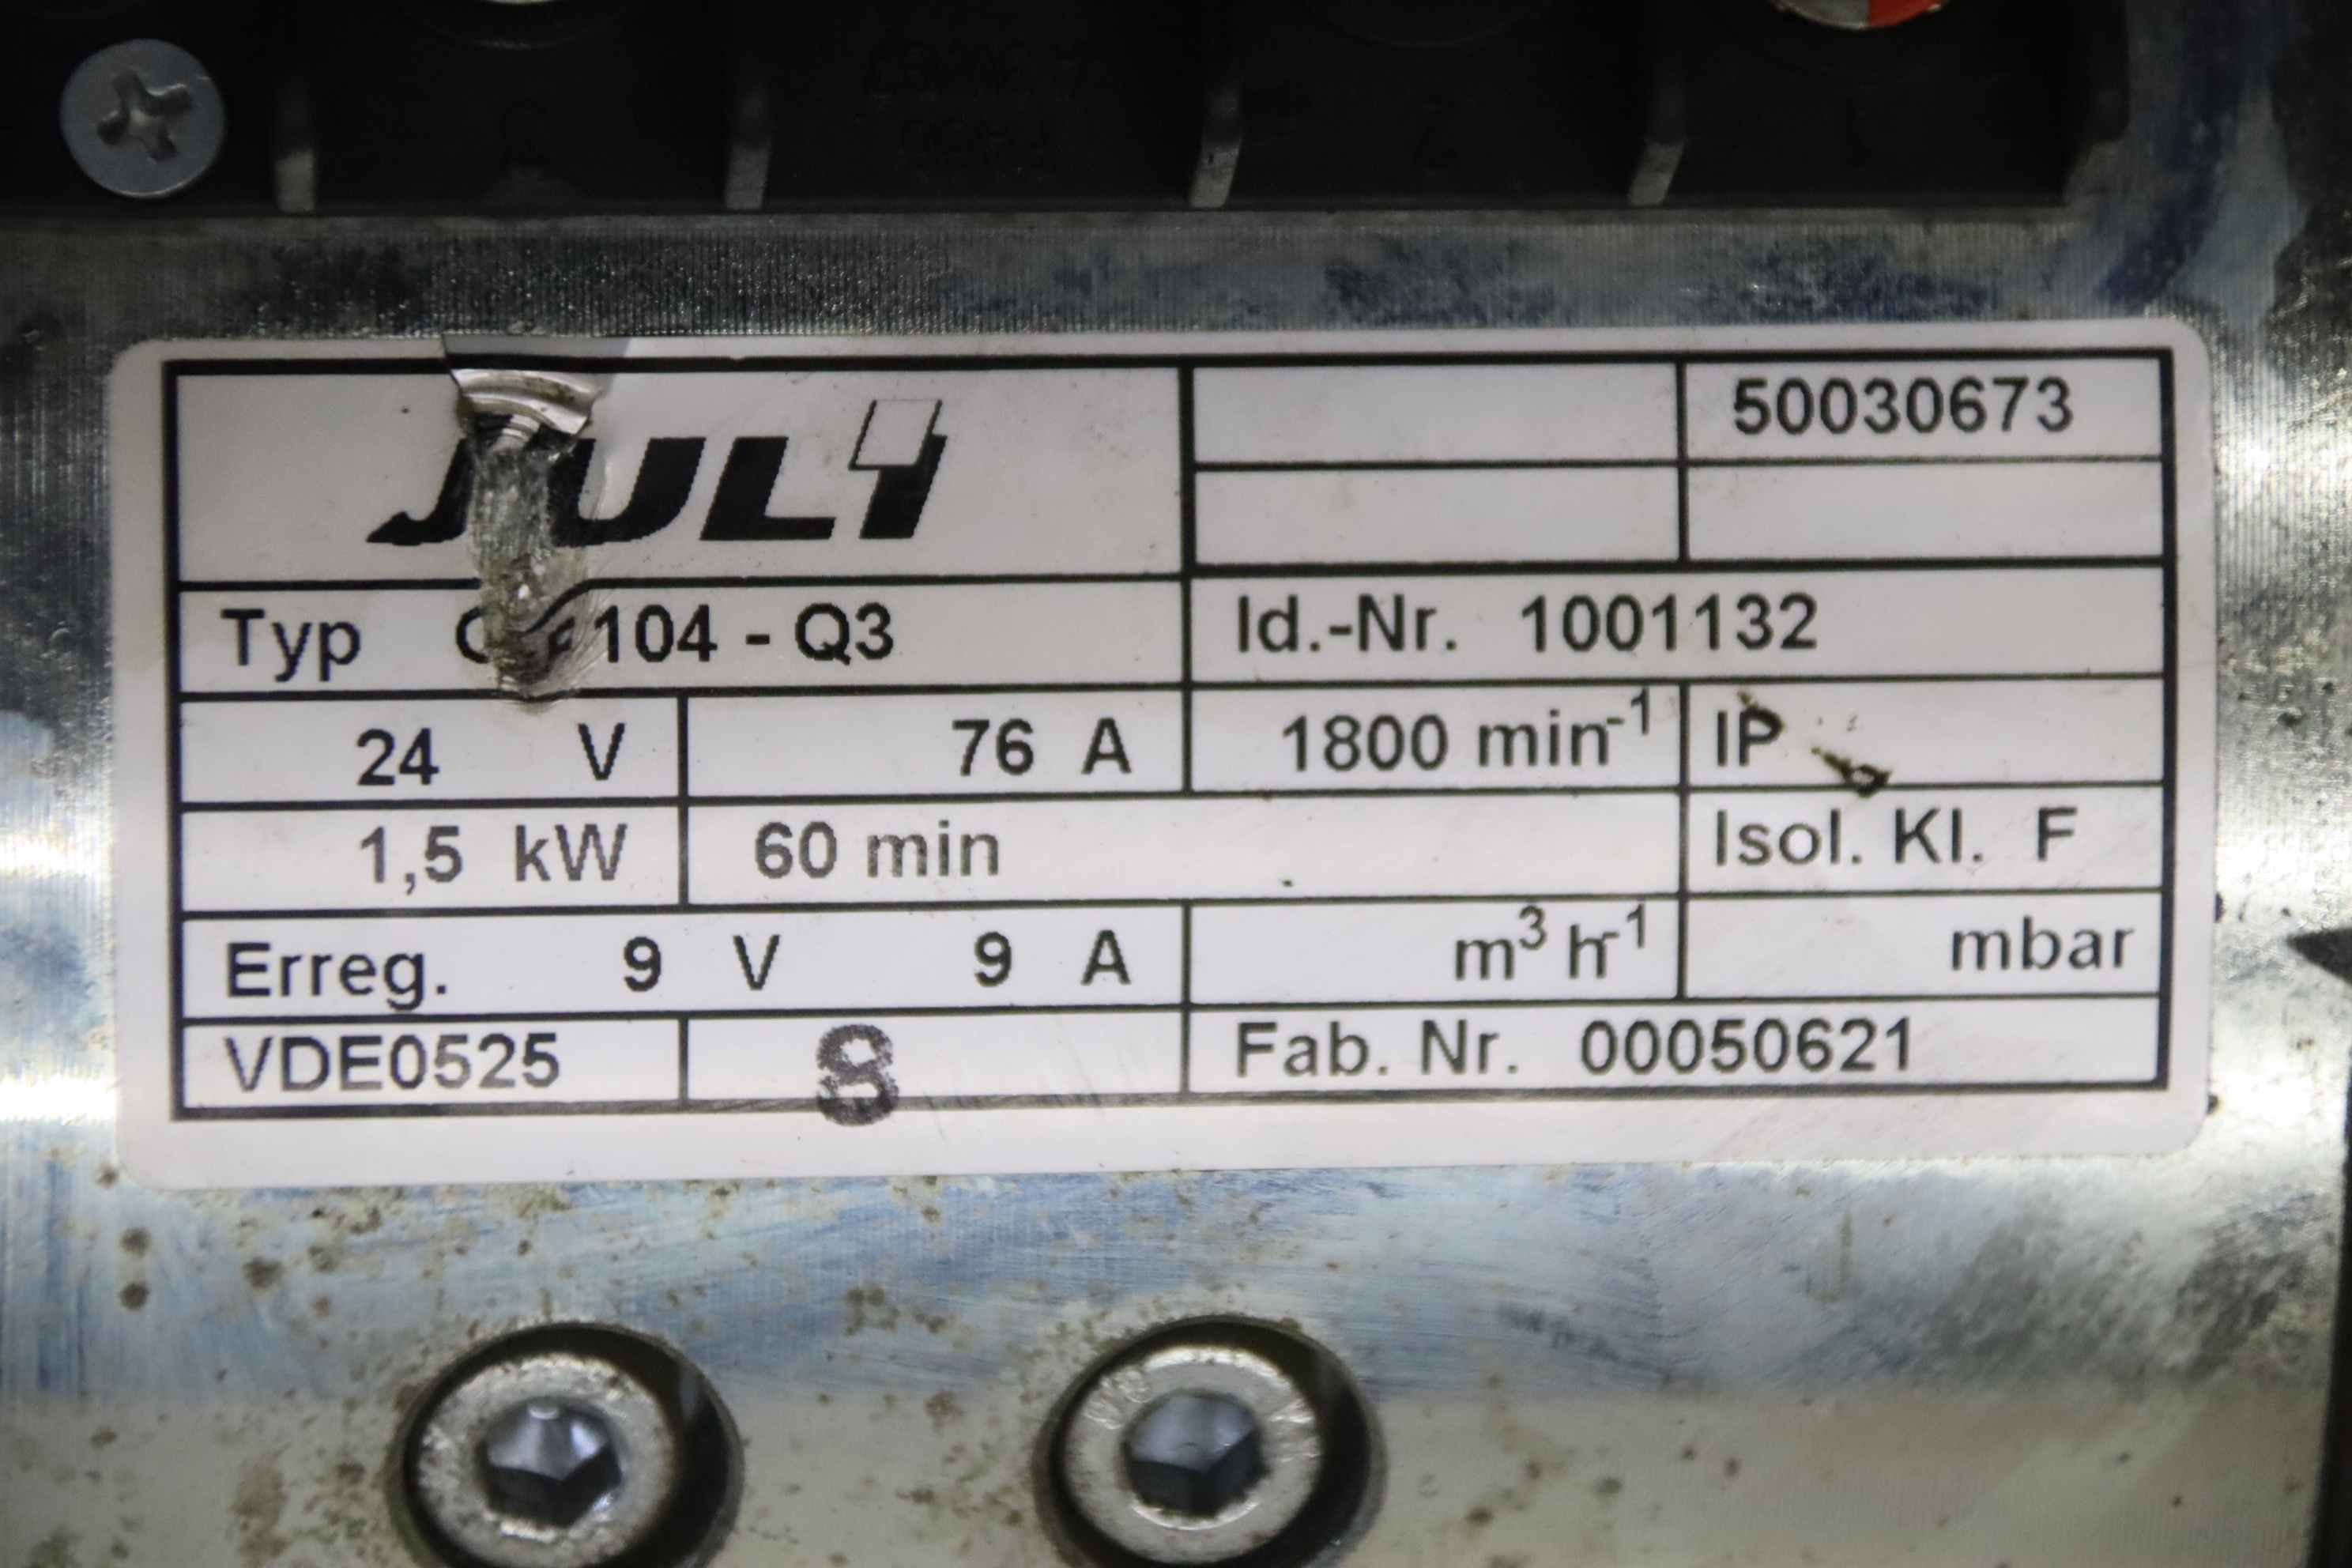 JULI
50030673
Typ 104 - Q3
Id.-Nr. 1001132
24 V 76 A 1800 min-1 IP
1,5 kW 60 min Isol. Kl. F
Erreg. 9 V 9 A m³ h-1 mbar
VDE0525 8 Fab. Nr. 00050621